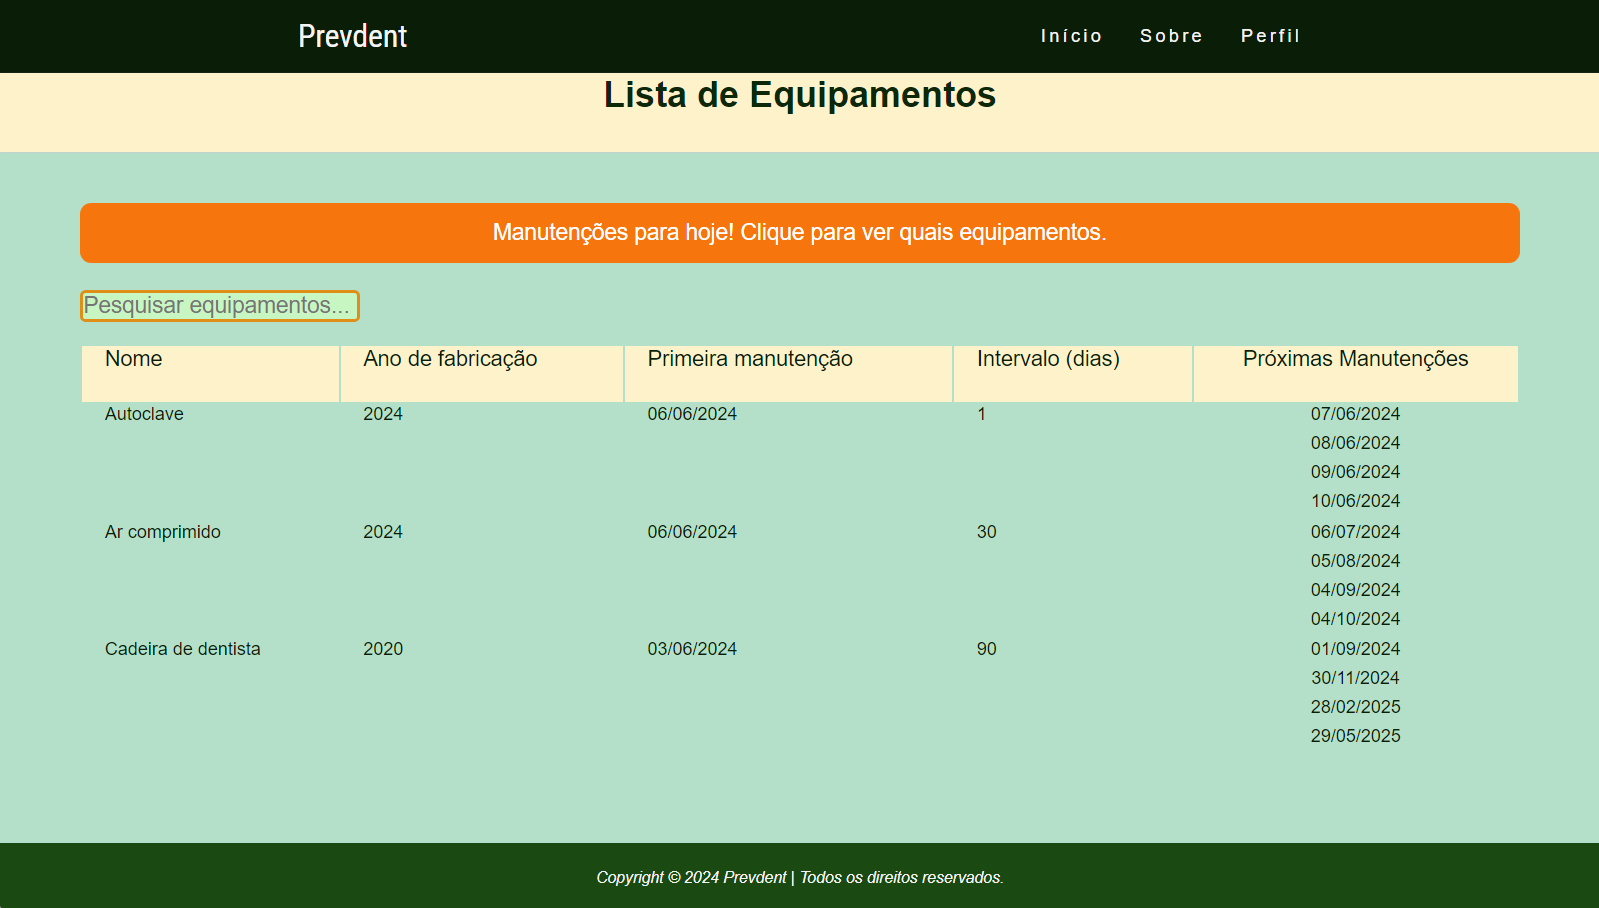 Prevdent
Início Sobre Perfil
Lista de Equipamentos
Manutenções para hoje! Clique para ver quais equipamentos.
Pesquisar equipamentos...
Nome Ano de fabricação Primeira manutenção Intervalo (dias) Próximas Manutenções
Autoclave 2024 06/06/2024 1 07/06/2024
08/06/2024
09/06/2024
10/06/2024
Ar comprimido 2024 06/06/2024 30 06/07/2024
05/08/2024
04/09/2024
04/10/2024
Cadeira de dentista 2020 03/06/2024 90 01/09/2024
30/11/2024
28/02/2025
29/05/2025
Copyright © 2024 Prevdent | Todos os direitos reservados.